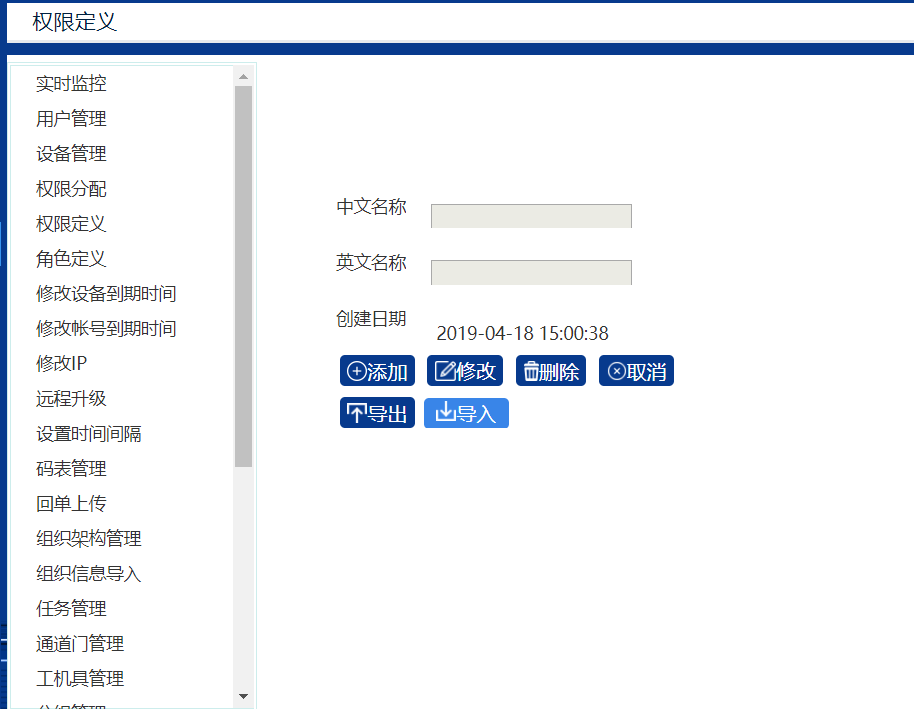 权限定义
实时监控
用户管理
设备管理
权限分配
权限定义
角色定义
修改设备到期时间
修改帐号到期时间
修改IP
远程升级
设置时间间隔
码表管理
回单上传
组织架构管理
组织信息导入
任务管理
通道门管理
工机具管理
中文名称
英文名称
创建日期 2019-04-18 15:00:38
添加 修改 删除 取消
导出 导入